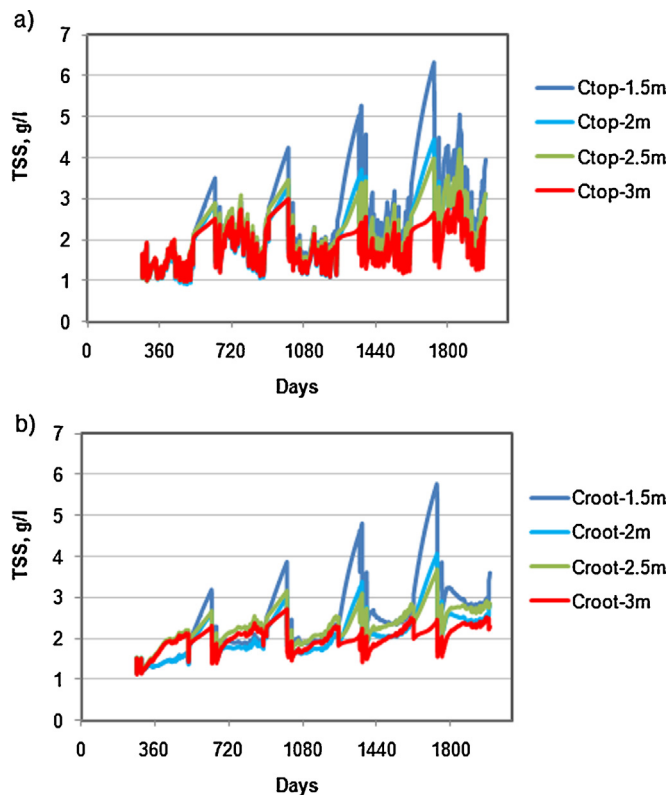 a)
7
6
5
4
3
2
1
0
TSS, g/l
0 360 720 1080 1440 1800
Days
Ctop-1.5m
Ctop-2m
Ctop-2.5m
Ctop-3m
b)
7
6
5
4
3
2
1
0
TSS, g/l
0 360 720 1080 1440 1800
Days
Croot-1.5m
Croot-2m
Croot-2.5m
Croot-3m